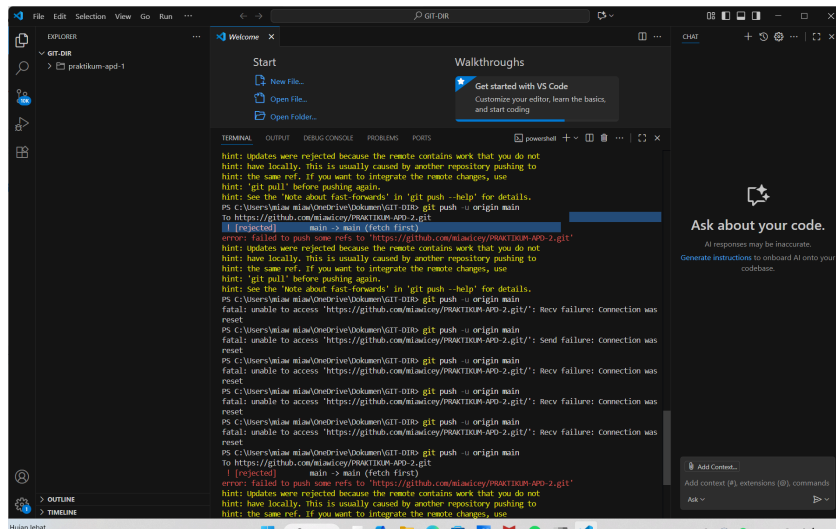 File Edit Selection View Go Run ···
GIT-DIR
EXPLORER
GIT-DIR
praktikum-apd-1
OUTLINE
TIMELINE
10K
1
Welcome
Start
New File...
Open File...
Open Folder...
Walkthroughs
Get started with VS Code
Customize your editor, learn the basics,
and start coding
TERMINAL OUTPUT DEBUG CONSOLE PROBLEMS PORTS
powershell
hint: Updates were rejected because the remote contains work that you do not
hint: have locally. This is usually caused by another repository pushing to
hint: the same ref. If you want to integrate the remote changes, use
hint: 'git pull' before pushing again.
hint: See the 'Note about fast-forwards' in 'git push --help' for details.
PS C:\Users\miaw miaw\OneDrive\Dokumen\GIT-DIR> git push -u origin main
To https://github.com/miawicey/PRAKTIKUM-APD-2.git
! [rejected] main -> main (fetch first)
error: failed to push some refs to 'https://github.com/miawicey/PRAKTIKUM-APD-2.git'
hint: Updates were rejected because the remote contains work that you do not
hint: have locally. This is usually caused by another repository pushing to
hint: the same ref. If you want to integrate the remote changes, use
hint: 'git pull' before pushing again.
hint: See the 'Note about fast-forwards' in 'git push --help' for details.
PS C:\Users\miaw miaw\OneDrive\Dokumen\GIT-DIR> git push -u origin main
fatal: unable to access 'https://github.com/miawicey/PRAKTIKUM-APD-2.git/': Recv failure: Connection was
reset
PS C:\Users\miaw miaw\OneDrive\Dokumen\GIT-DIR> git push -u origin main
fatal: unable to access 'https://github.com/miawicey/PRAKTIKUM-APD-2.git/': Send failure: Connection was
reset
PS C:\Users\miaw miaw\OneDrive\Dokumen\GIT-DIR> git push -u origin main
fatal: unable to access 'https://github.com/miawicey/PRAKTIKUM-APD-2.git/': Recv failure: Connection was
reset
PS C:\Users\miaw miaw\OneDrive\Dokumen\GIT-DIR> git push -u origin main
fatal: unable to access 'https://github.com/miawicey/PRAKTIKUM-APD-2.git/': Recv failure: Connection was
reset
PS C:\Users\miaw miaw\OneDrive\Dokumen\GIT-DIR> git push -u origin main
fatal: unable to access 'https://github.com/miawicey/PRAKTIKUM-APD-2.git/': Recv failure: Connection was
reset
PS C:\Users\miaw miaw\OneDrive\Dokumen\GIT-DIR> git push -u origin main
To https://github.com/miawicey/PRAKTIKUM-APD-2.git
! [rejected] main -> main (fetch first)
error: failed to push some refs to 'https://github.com/miawicey/PRAKTIKUM-APD-2.git'
hint: Updates were rejected because the remote contains work that you do not
hint: have locally. This is usually caused by another repository pushing to
hint: the same ref. If you want to integrate the remote changes, use
CHAT
Ask about your code.
AI responses may be inaccurate.
Generate instructions to onboard AI onto your
codebase.
Add Context...
Add context (#), extensions (@), commands
Ask
Hujan lebat